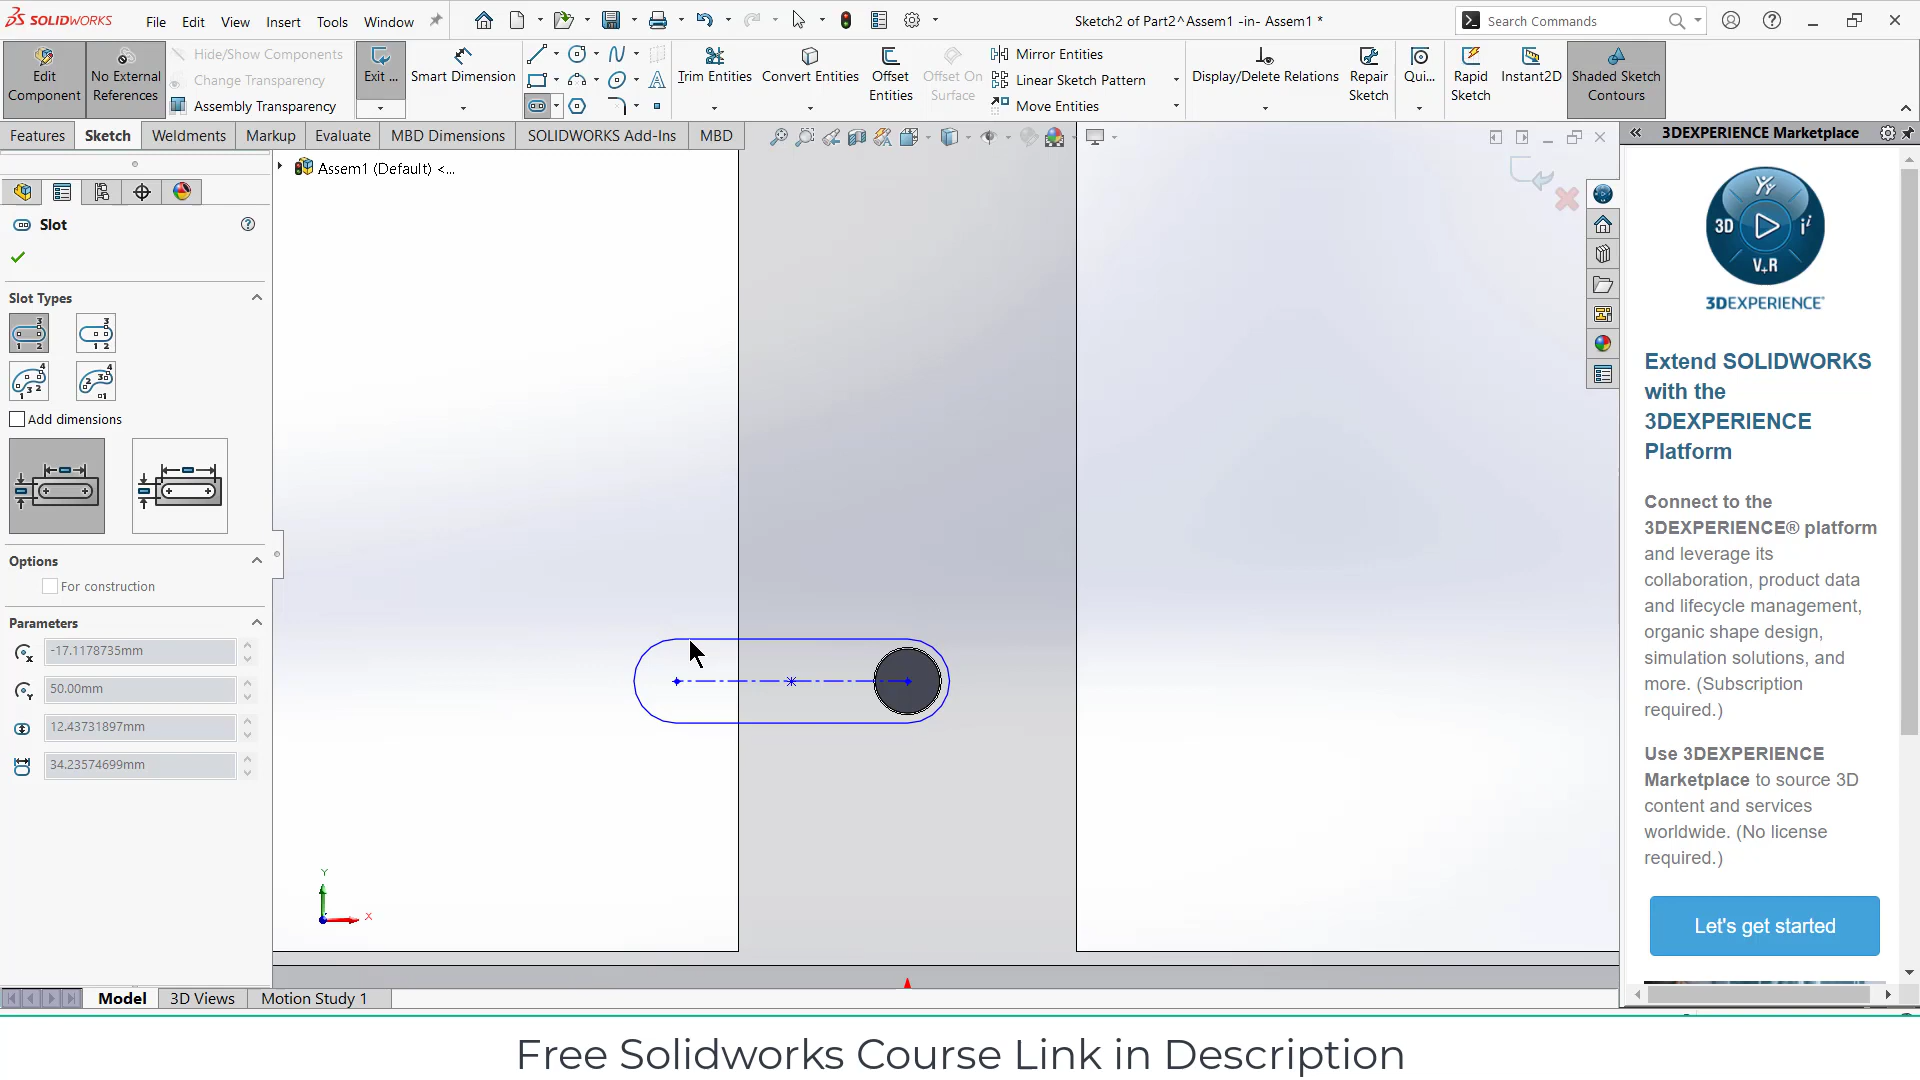 SOLIDWORKS
File
Edit
View
Insert
Tools
Window
Sketch2 of Part2^Assem1 -in- Assem1 *
Search Commands
Edit
Component
No External
References
Hide/Show Components
Change Transparency
Assembly Transparency
Exit ...
Smart Dimension
Trim Entities
Convert Entities
Offset
Entities
Offset On
Surface
Mirror Entities
Linear Sketch Pattern
Move Entities
Display/Delete Relations
Repair
Sketch
Qui...
Rapid
Sketch
Instant2D
Shaded Sketch
Contours
Features
Sketch
Weldments
Markup
Evaluate
MBD Dimensions
SOLIDWORKS Add-Ins
MBD
3DEXPERIENCE Marketplace
Assem1 (Default) <...
Slot
Slot Types
Add dimensions
Options
For construction
Parameters
-17.1178735mm
50.00mm
12.43731897mm
34.23574699mm
Y
X
3D
V+R
3DEXPERIENCE
Extend SOLIDWORKS
with the
3DEXPERIENCE
Platform
Connect to the
3DEXPERIENCE® platform
and leverage its
collaboration, product data
and lifecycle management,
organic shape design,
simulation solutions, and
more. (Subscription
required.)
Use 3DEXPERIENCE
Marketplace to source 3D
content and services
worldwide. (No license
required.)
Let's get started
Model
3D Views
Motion Study 1
Free Solidworks Course Link in Description